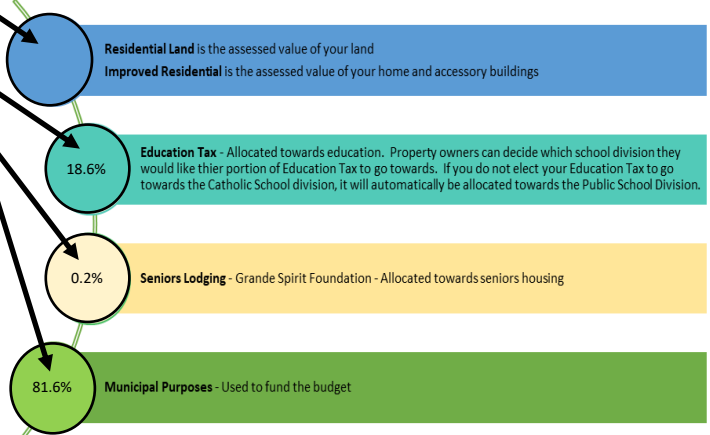 Residential Land is the assessed value of your land
Improved Residential is the assessed value of your home and accessory buildings
18.6%
Education Tax - Allocated towards education. Property owners can decide which school division they
would like thier portion of Education Tax to go towards. If you do not elect your Education Tax to go
towards the Catholic School division, it will automatically be allocated towards the Public School Division.
0.2%
Seniors Lodging - Grande Spirit Foundation - Allocated towards seniors housing
81.6%
Municipal Purposes - Used to fund the budget